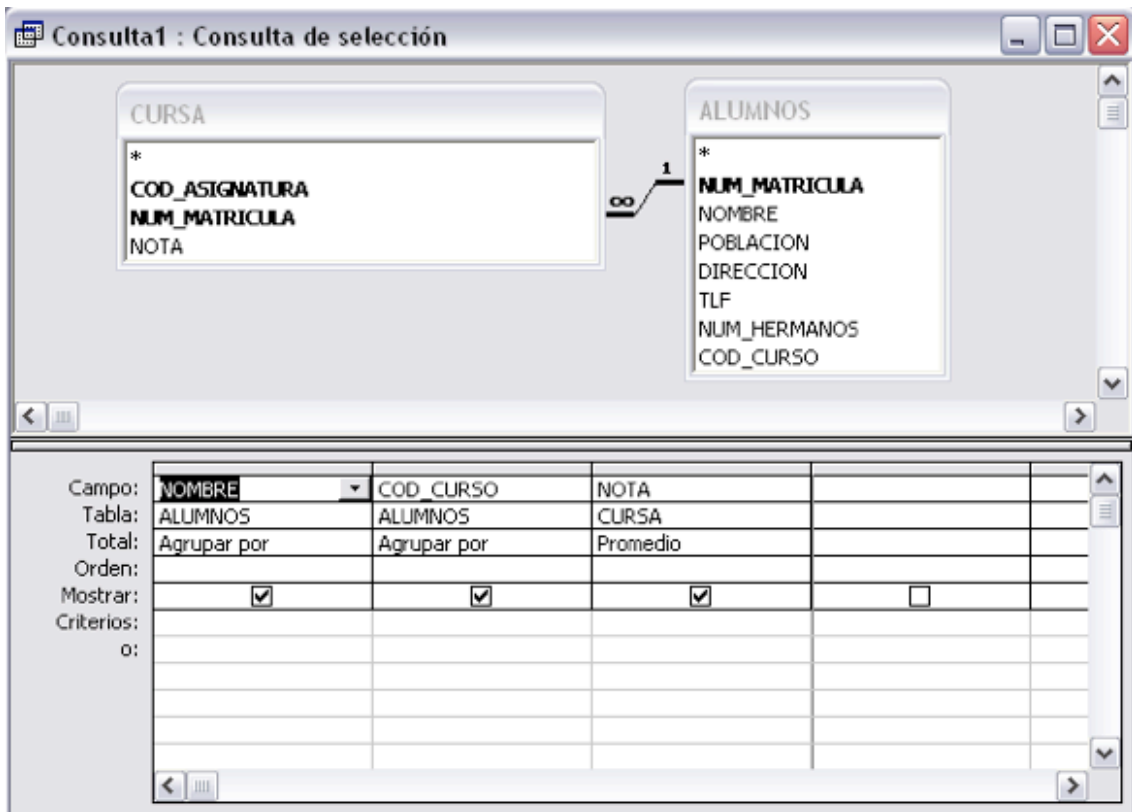 Consulta1 : Consulta de selección
CURSA
*
COD_ASIGNATURA
NUM_MATRICULA
NOTA
∞
1
ALUMNOS
*
NUM_MATRICULA
NOMBRE
POBLACION
DIRECCION
TLF
NUM_HERMANOS
COD_CURSO
Campo: NOMBRE COD_CURSO NOTA
Tabla: ALUMNOS ALUMNOS CURSA
Total: Agrupar por Agrupar por Promedio
Orden:
Mostrar:
Criterios:
o: